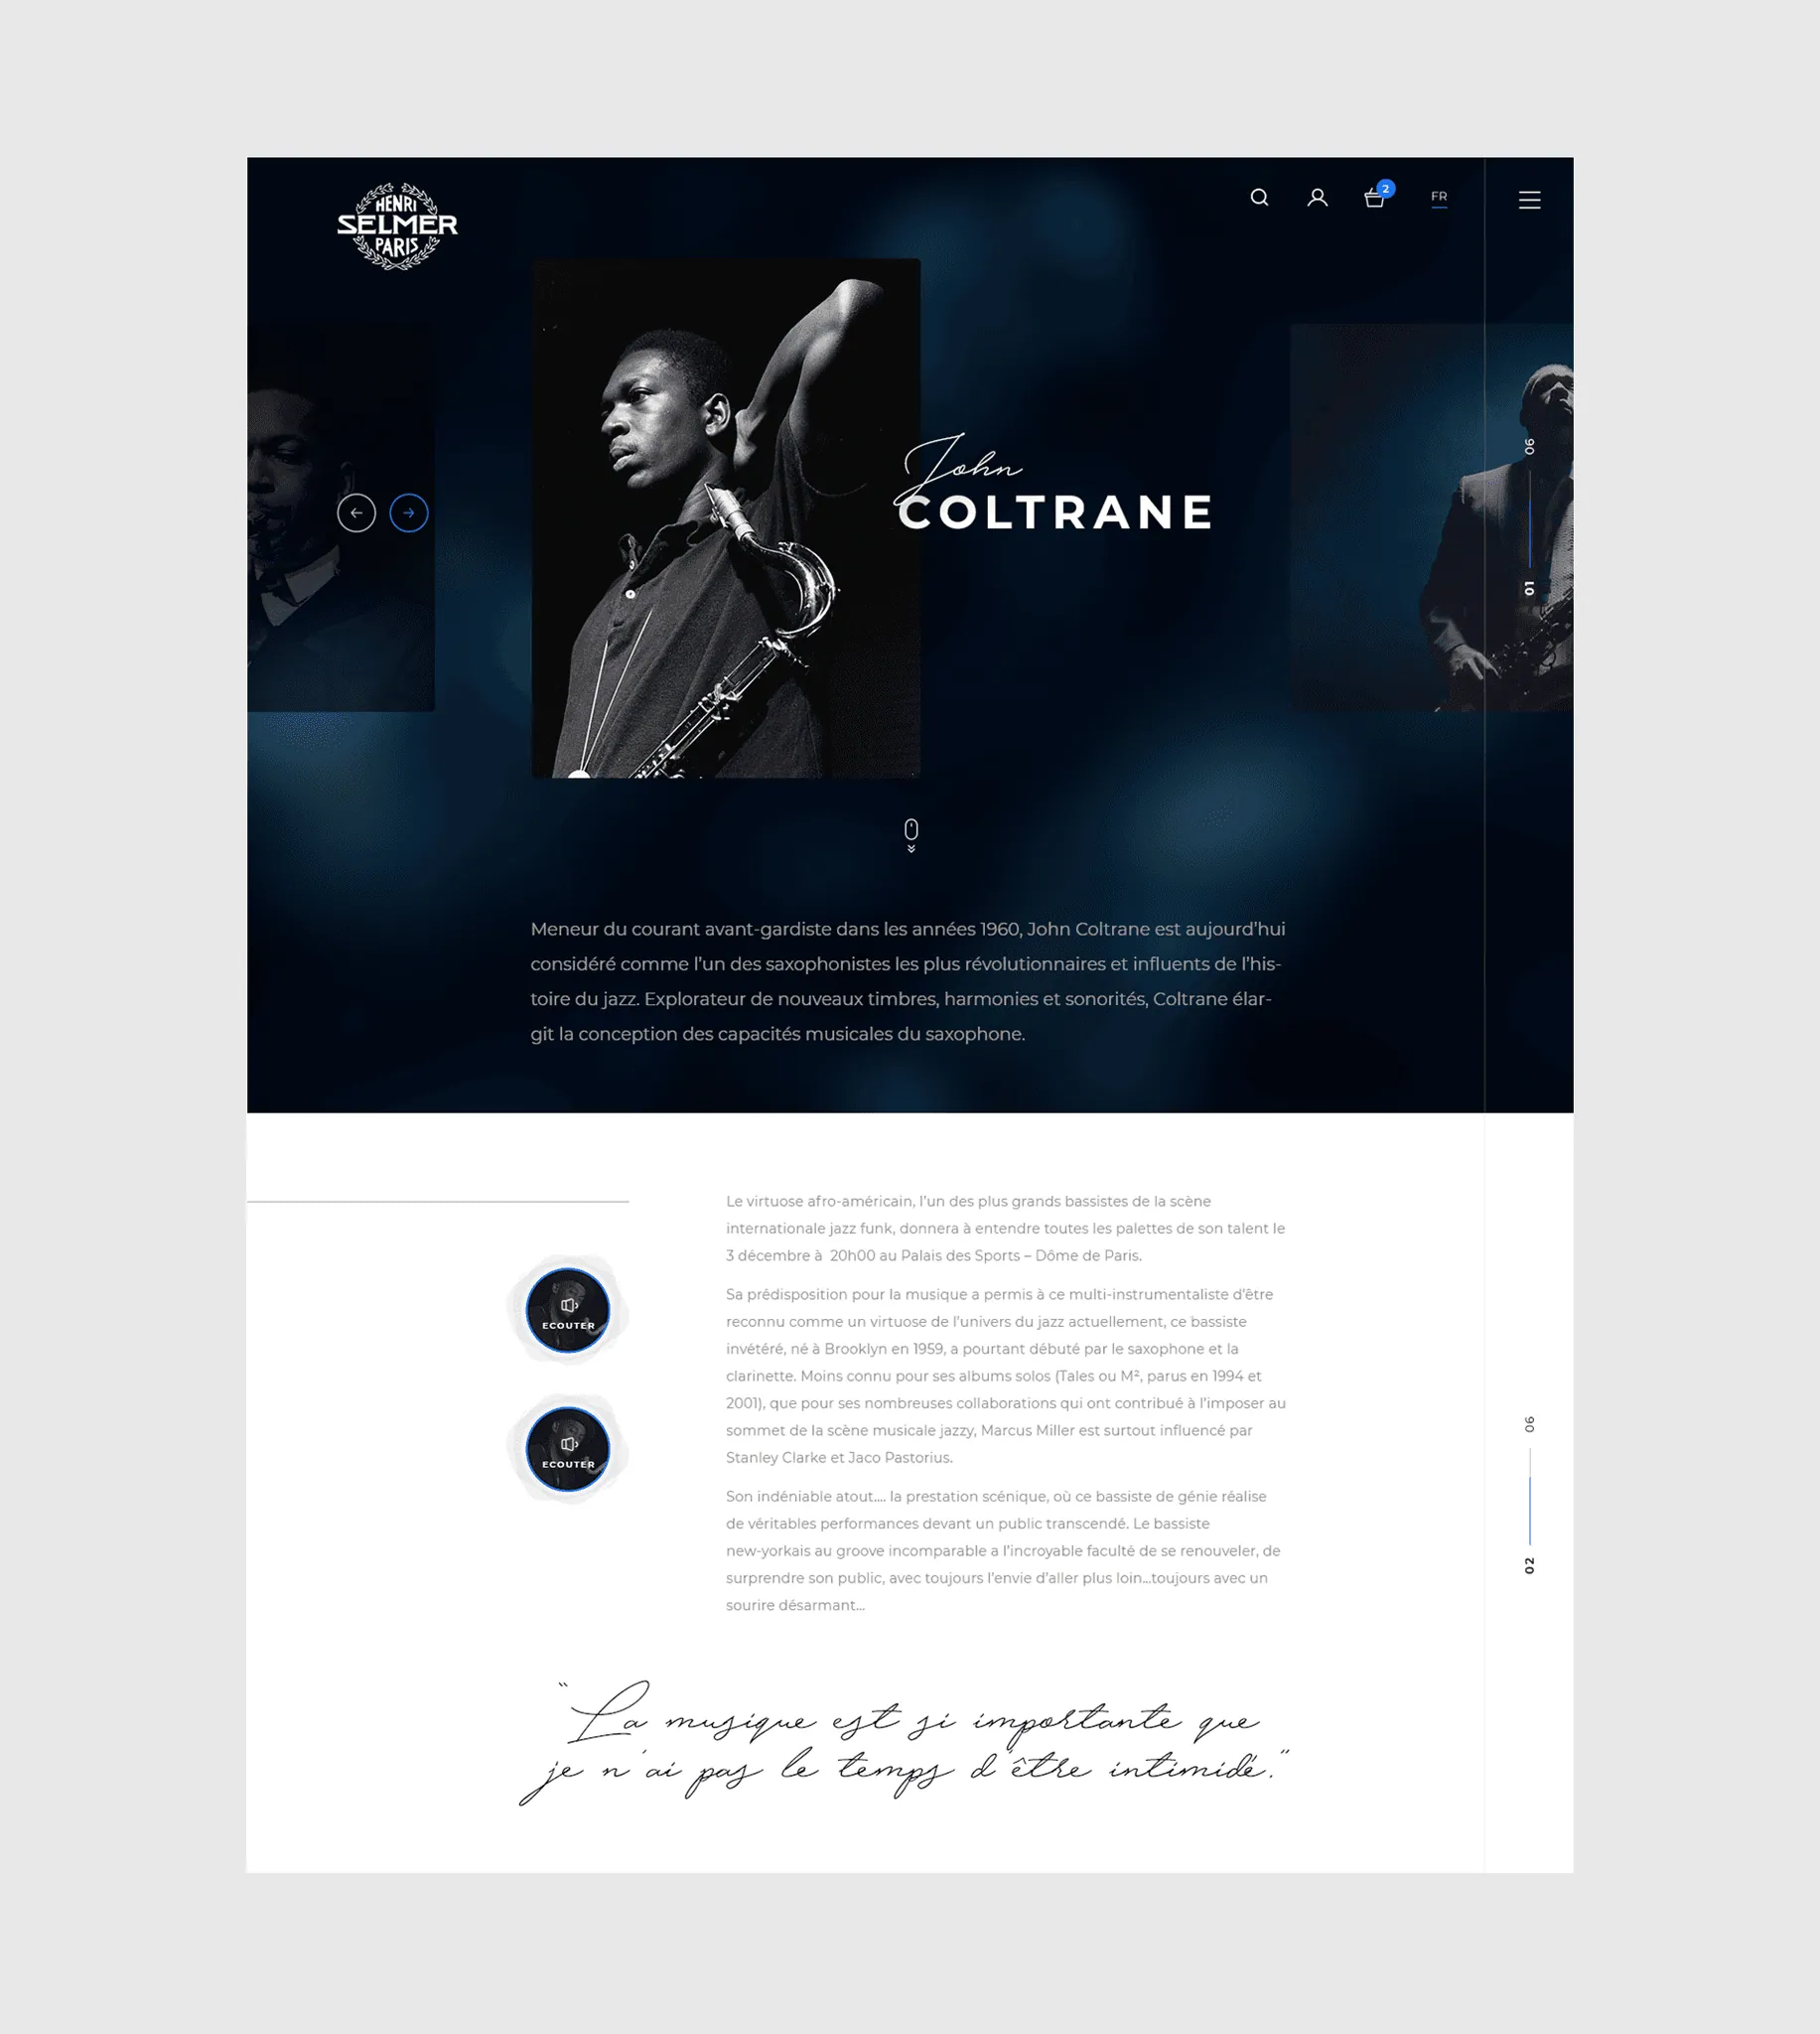 HENRI
SELMER
PARIS
2
FR
John
COLTRANE
06
01
Meneur du courant avant-gardiste dans les années 1960, John Coltrane est aujourd’hui
considéré comme l’un des saxophonistes les plus révolutionnaires et influents de l’his-
toire du jazz. Explorateur de nouveaux timbres, harmonies et sonorités, Coltrane élar-
git la conception des capacités musicales du saxophone.
Le virtuose afro-américain, l’un des plus grands bassistes de la scène
internationale jazz funk, donnera à entendre toutes les palettes de son talent le
3 décembre à  20h00 au Palais des Sports – Dôme de Paris.
Sa prédisposition pour la musique a permis à ce multi-instrumentaliste d’être
reconnu comme un virtuose de l’univers du jazz actuellement, ce bassiste
invétéré, né à Brooklyn en 1959, a pourtant débuté par le saxophone et la
clarinette. Moins connu pour ses albums solos (Tales ou M², parus en 1994 et
2001), que pour ses nombreuses collaborations qui ont contribué à l’imposer au
sommet de la scène musicale jazzy, Marcus Miller est surtout influencé par
Stanley Clarke et Jaco Pastorius.
Son indéniable atout.... la prestation scénique, où ce bassiste de génie réalise
de véritables performances devant un public transcendé. Le bassiste
new-yorkais au groove incomparable a l’incroyable faculté de se renouveler, de
surprendre son public, avec toujours l’envie d’aller plus loin...toujours avec un
sourire désarmant...
ECOUTER
ECOUTER
06
02
“La musique est si importante que
je n'ai pas le temps d'être intimidé.”